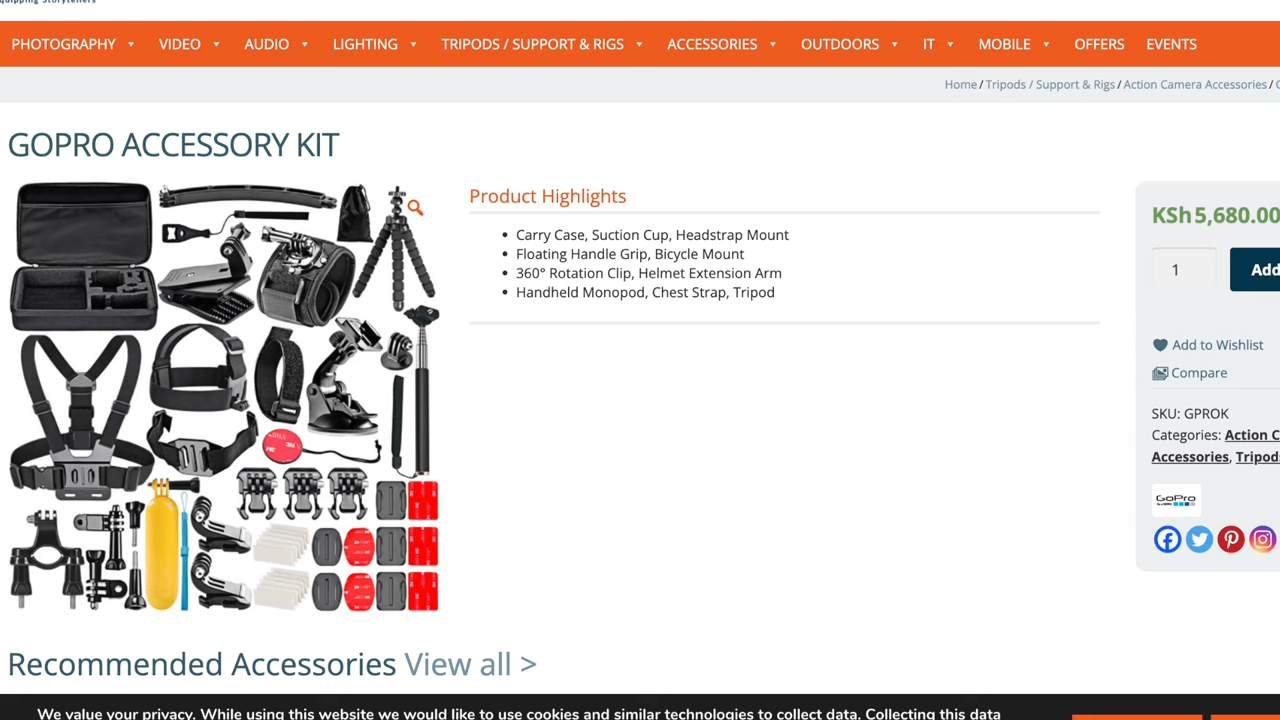 quipping Storytellers
PHOTOGRAPHY VIDEO AUDIO LIGHTING TRIPODS / SUPPORT & RIGS ACCESSORIES OUTDOORS IT MOBILE OFFERS EVENTS
Home / Tripods / Support & Rigs / Action Camera Accessories /
GOPRO ACCESSORY KIT
Product Highlights
• Carry Case, Suction Cup, Headstrap Mount
• Floating Handle Grip, Bicycle Mount
• 360° Rotation Clip, Helmet Extension Arm
• Handheld Monopod, Chest Strap, Tripod
KSh5,680.00
1
Add
Add to Wishlist
Compare
SKU: GPROK
Categories: Action C
Accessories, Tripod
GoPro
Recommended Accessories View all >
We value your privacy. While using this website we would like to use cookies and similar technologies to collect data. Collecting this data